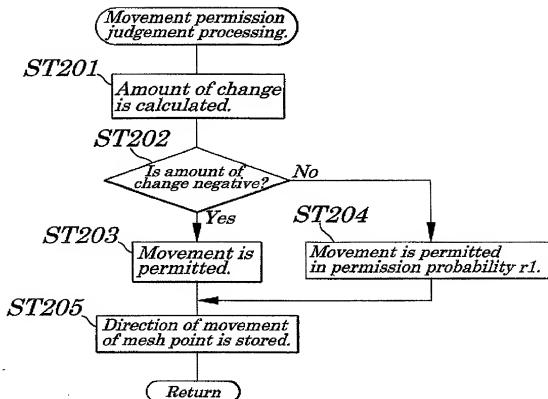 Movement permission
judgement processing.
ST201
Amount of change
is calculated.
ST202
Is amount of
change negative?
No
Yes
ST203
Movement is
permitted.
ST204
Movement is permitted
in permission probability r1.
ST205
Direction of movement
of mesh point is stored.
Return